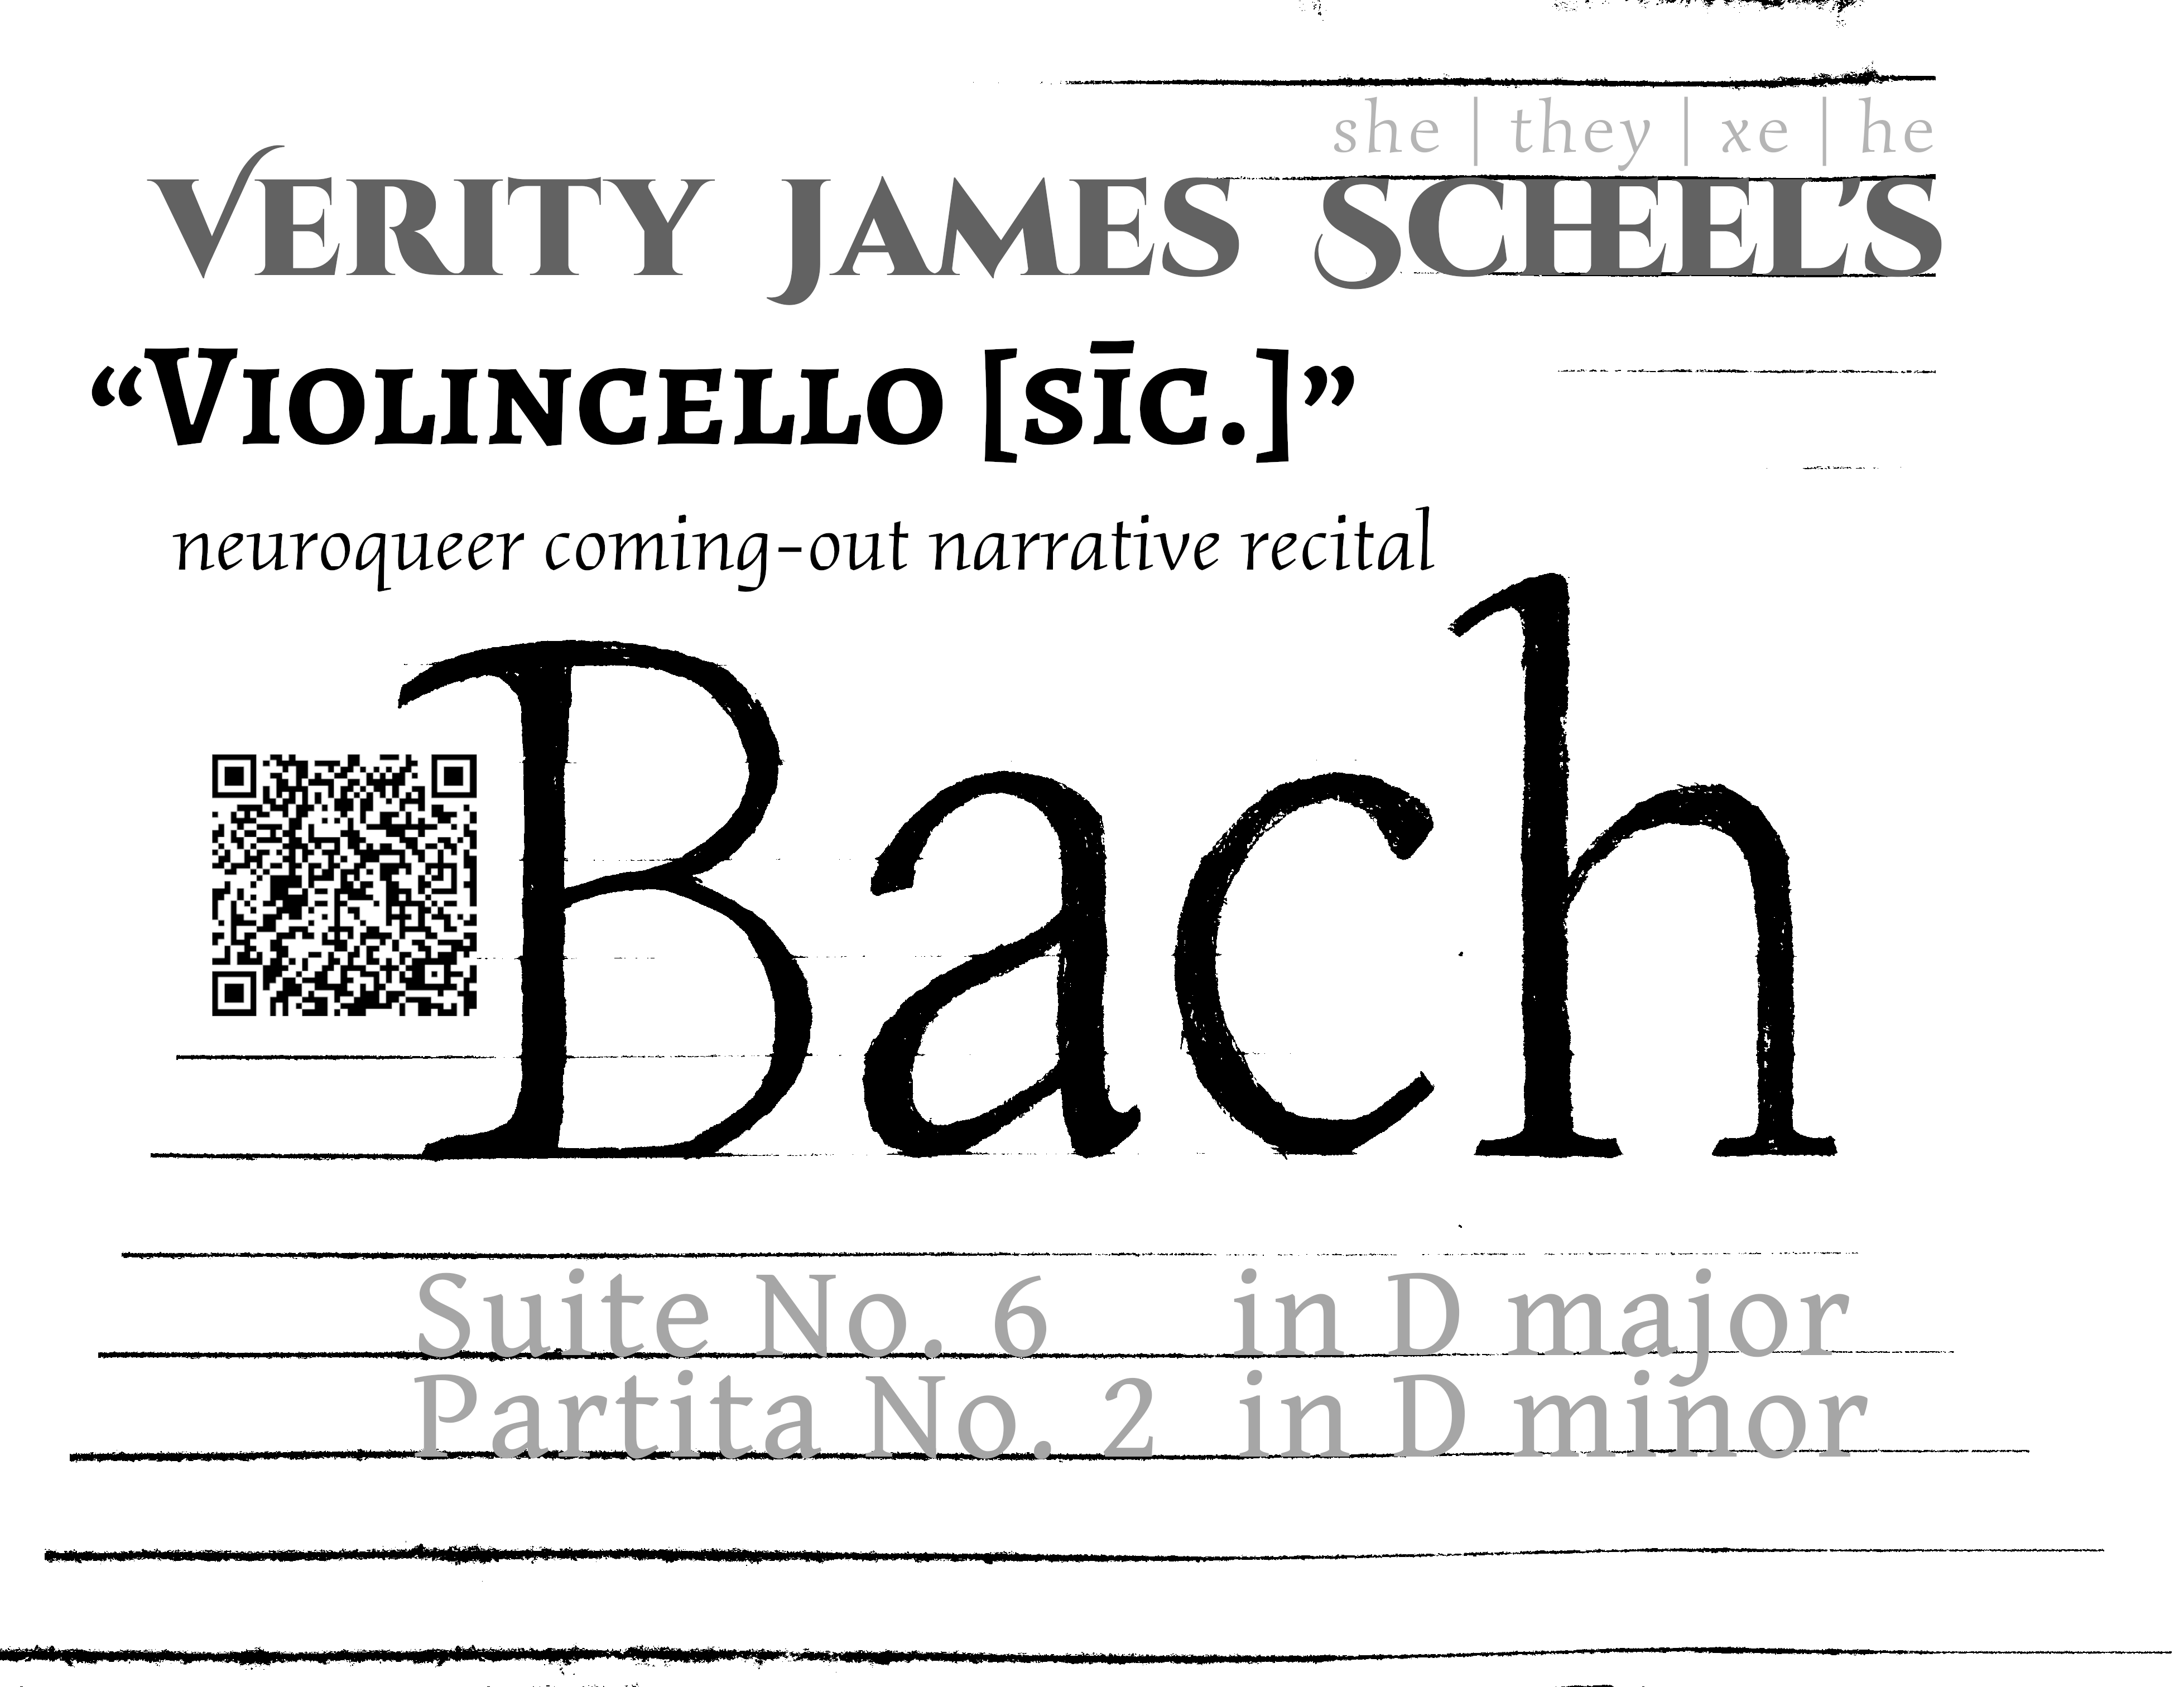 she | they | xe | he
Verity James Scheel’s
“Violincello [sīc.]”
neuroqueer coming-out narrative recital
Bach
Suite No. 6 in D major
Partita No. 2 in D minor